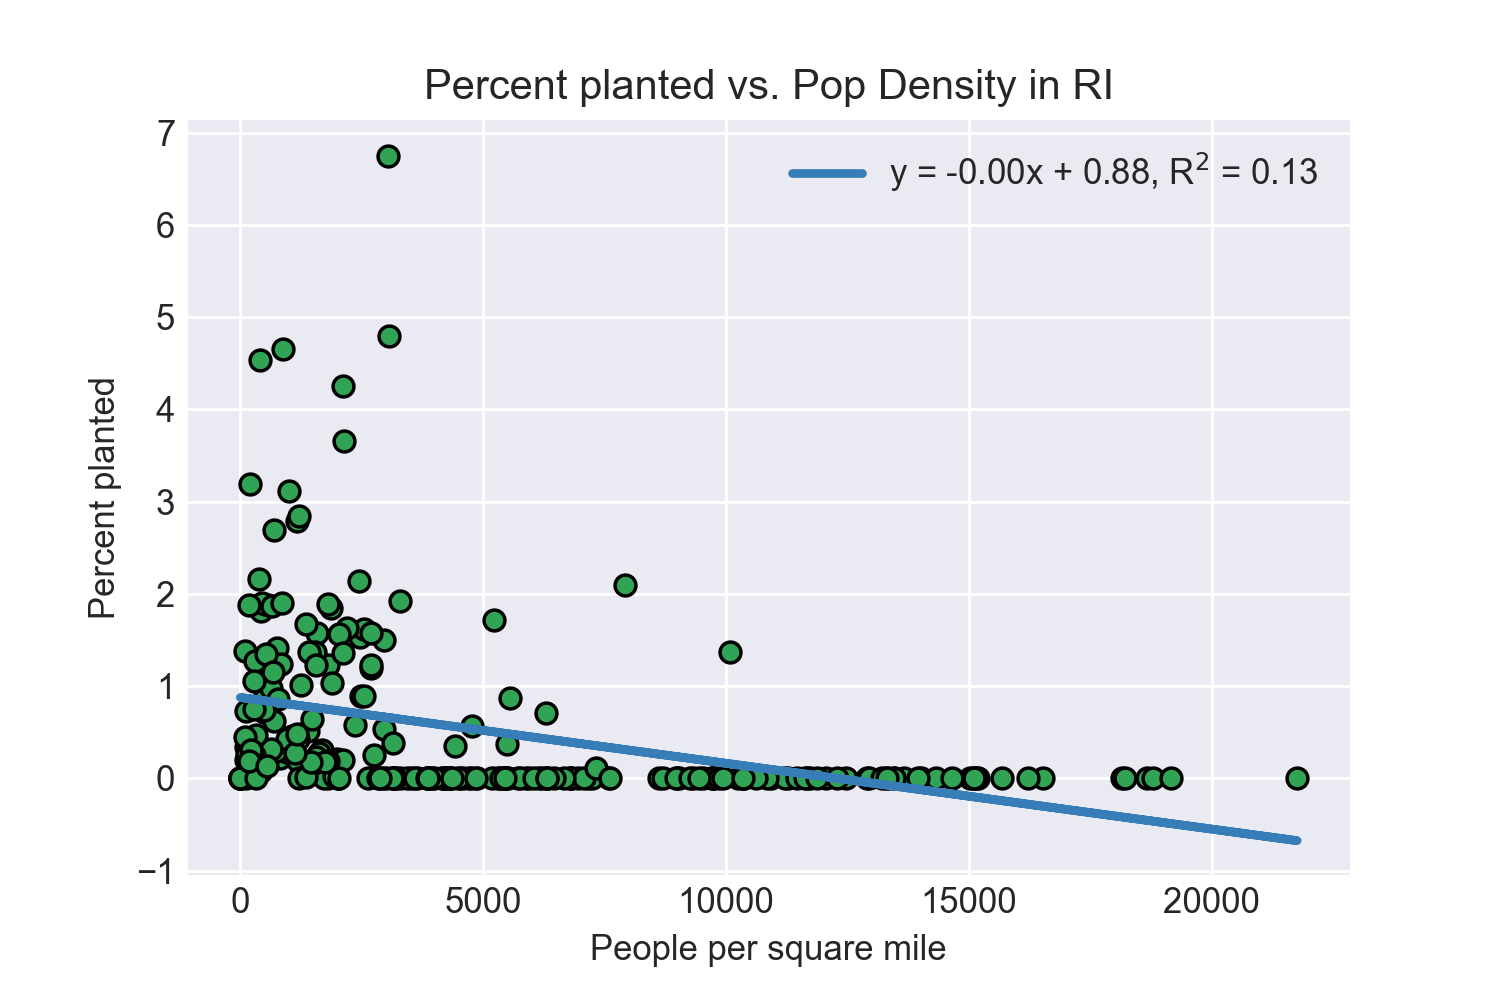 Percent planted vs. Pop Density in RI
y = -0.00x + 0.88, R² = 0.13
7
6
5
4
3
2
1
0
−1
Percent planted
0 5000 10000 15000 20000
People per square mile